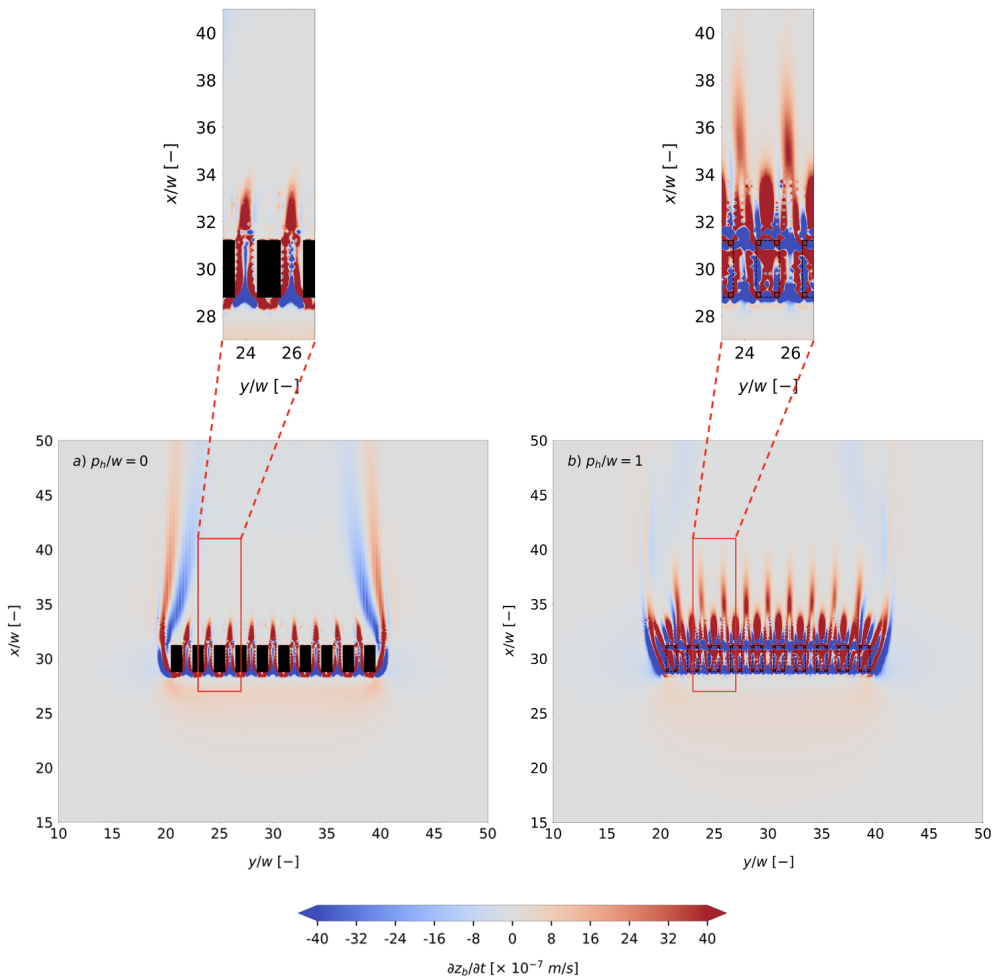 40
38
36
34
32
30
28
x/w [−]
24 26
y/w [−]
40
38
36
34
32
30
28
x/w [−]
24 26
y/w [−]
a) p_h/w = 0
50
45
40
35
30
25
20
15
x/w [−]
10 15 20 25 30 35 40 45 50
y/w [−]
b) p_h/w = 1
50
45
40
35
30
25
20
15
x/w [−]
10 15 20 25 30 35 40 45 50
y/w [−]
-40 -32 -24 -16 -8 0 8 16 24 32 40
∂z_b/∂t [× 10⁻⁷ m/s]